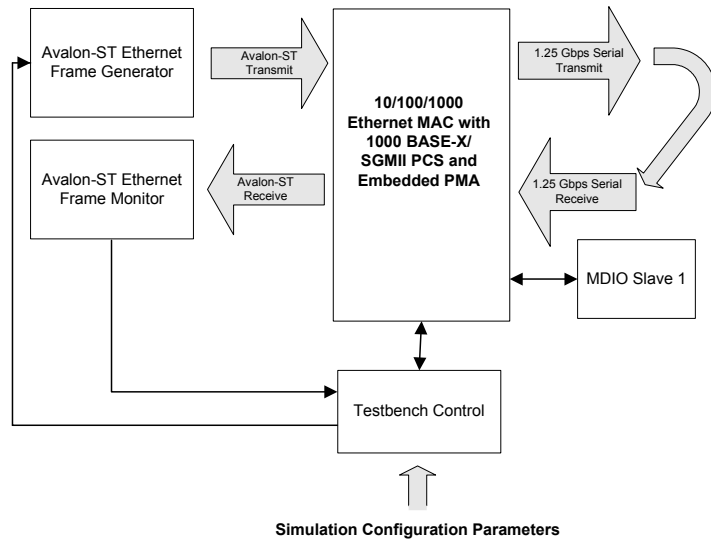 Avalon-ST Ethernet
Frame Generator
Avalon-ST
Transmit
10/100/1000
Ethernet MAC with
1000 BASE-X/
SGMII PCS and
Embedded PMA
1.25 Gbps Serial
Transmit
Avalon-ST Ethernet
Frame Monitor
Avalon-ST
Receive
1.25 Gbps Serial
Receive
MDIO Slave 1
Testbench Control
Simulation Configuration Parameters